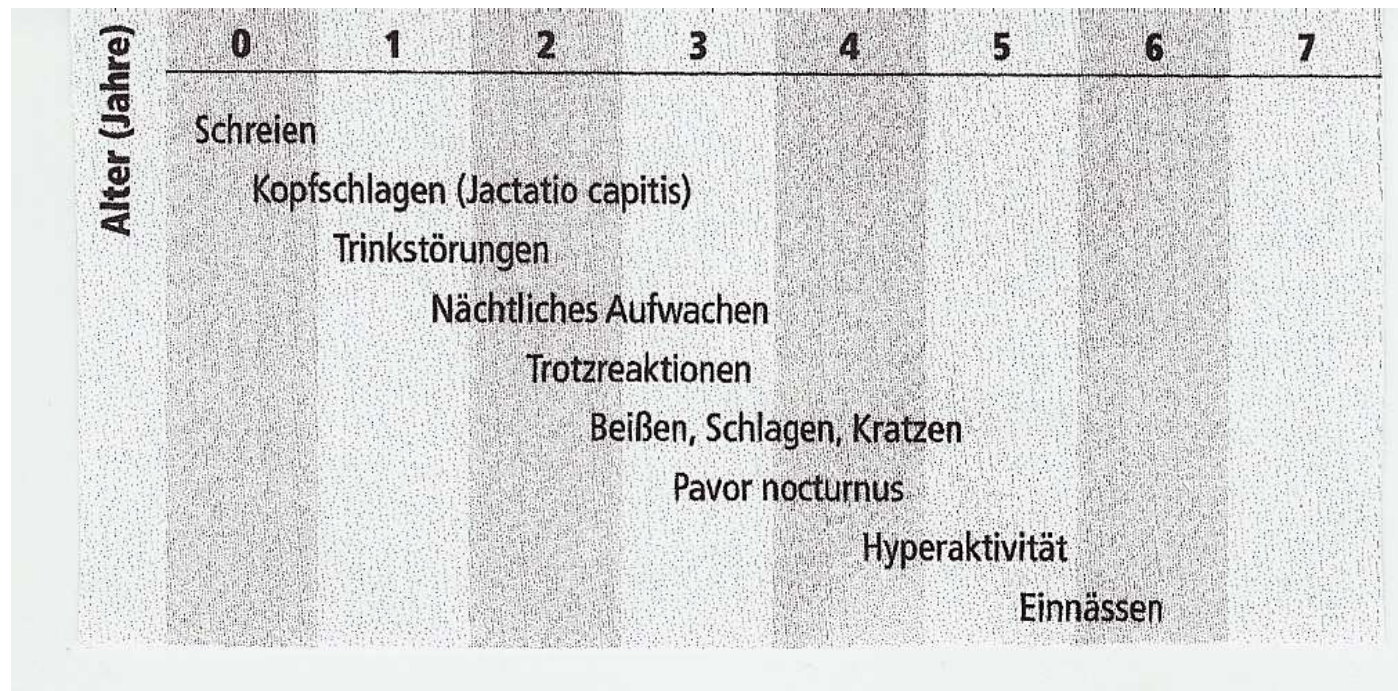 Alter (Jahre)
0 1 2 3 4 5 6 7
Schreien
Kopfschlagen (Jactatio capitis)
Trinkstörungen
Nächtliches Aufwachen
Trotzreaktionen
Beißen, Schlagen, Kratzen
Pavor nocturnus
Hyperaktivität
Einnässen